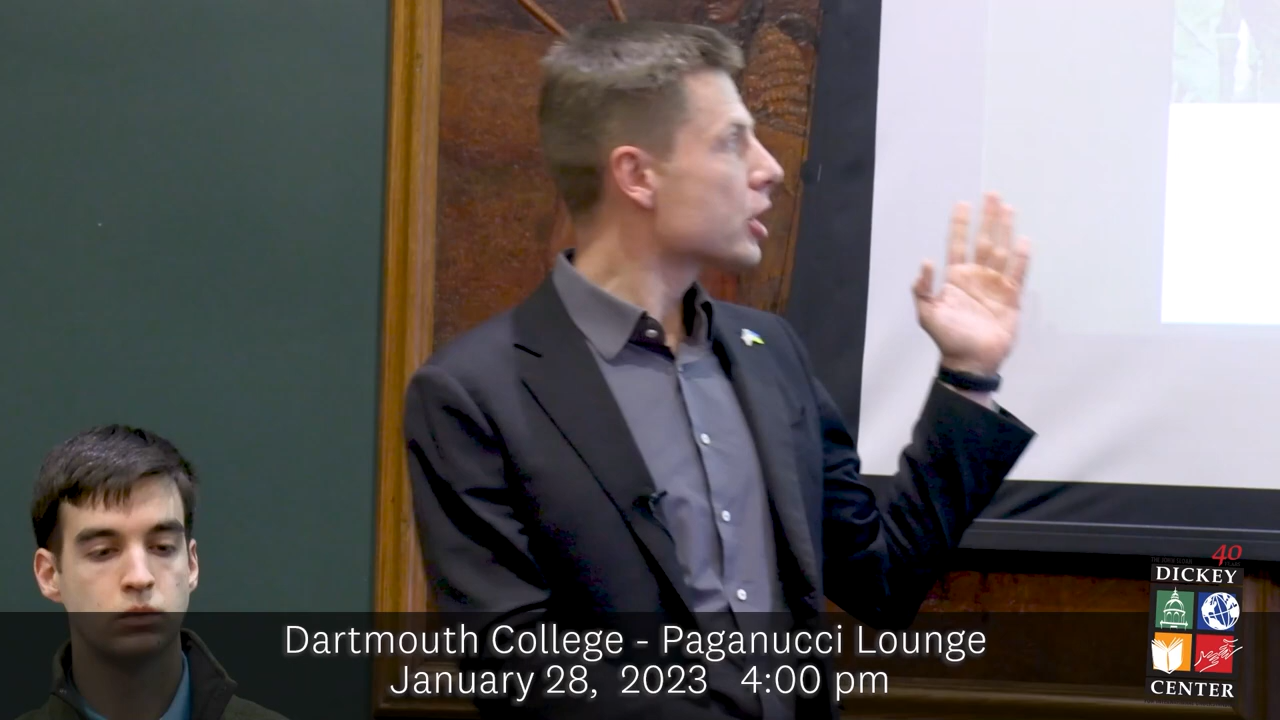 40
DICKEY
CENTER
Dartmouth College - Paganucci Lounge
January 28, 2023 4:00 pm